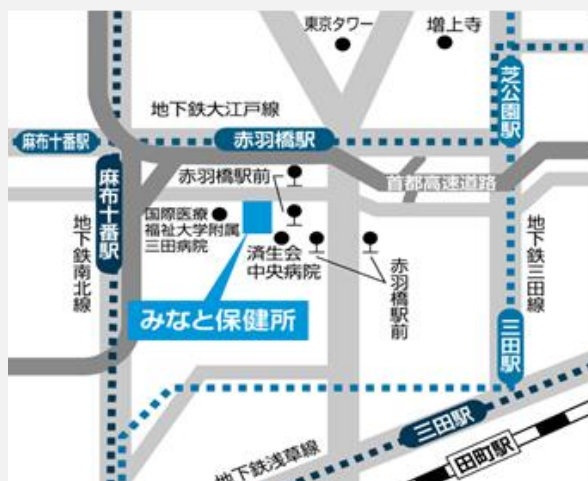 東京タワー
増上寺
芝公園駅
地下鉄大江戸線
麻布十番駅
赤羽橋駅
麻布十番駅
赤羽橋駅前
首都高速道路
地下鉄南北線
国際医療
福祉大学附属
三田病院
済生会
中央病院
赤羽橋駅前
地下鉄三田線
みなと保健所
三田駅
三田駅
地下鉄浅草線
田町駅